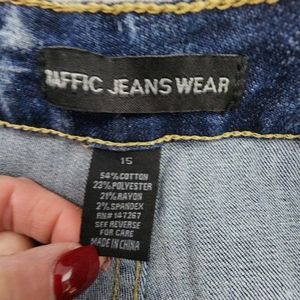 RAFFIC JEANS WEAR
15
54% COTTON
23% POLYESTER
21% RAYON
2% SPANDEX
RN# 147267
SEE REVERSE
FOR CARE
MADE IN CHINA